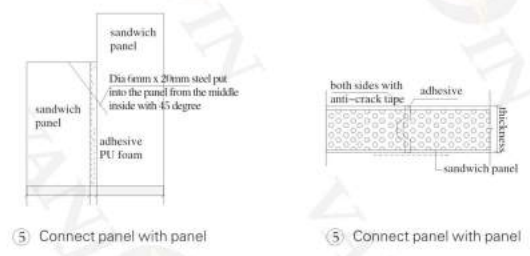 sandwich
panel
Dia 6mm x 20mm steel put
into the panel from the middle
inside with 45 degree
sandwich
panel
adhesive
PU foam
⑤ Connect panel with panel
both sides with
anti-crack tape
adhesive
thickness
sandwich panel
⑤ Connect panel with panel